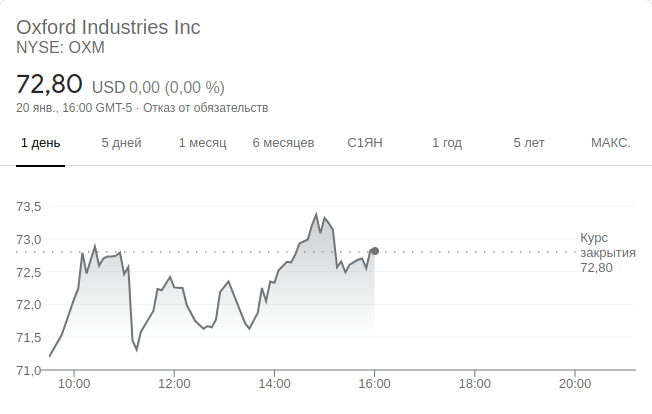 Oxford Industries Inc
NYSE: OXM
72,80 USD 0,00 (0,00 %)
20 янв., 16:00 GMT-5 · Отказ от обязательств
1 день 5 дней 1 месяц 6 месяцев С1ЯН 1 год 5 лет МАКС.
73,5
73,0
72,5
72,0
71,5
71,0
Курс
закрытия
72,80
10:00 12:00 14:00 16:00 18:00 20:00